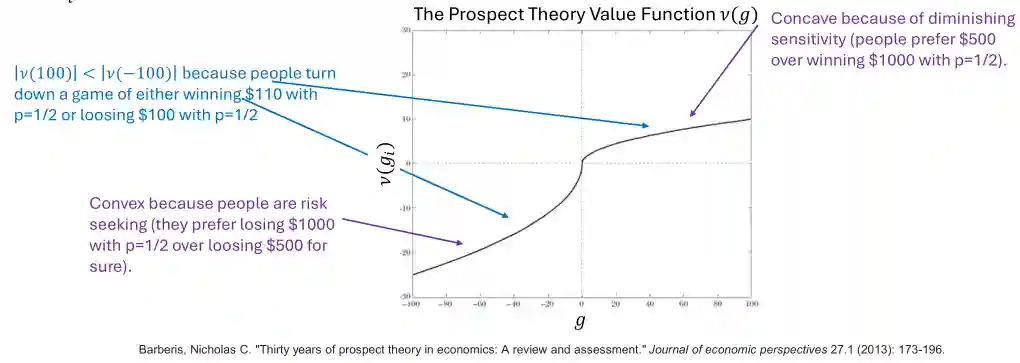 The Prospect Theory Value Function ν(g)
Concave because of diminishing
sensitivity (people prefer $500
over winning $1000 with p=1/2).
|ν(100)| < |ν(−100)| because people turn
down a game of either winning $110 with
p=1/2 or loosing $100 with p=1/2
Convex because people are risk
seeking (they prefer losing $1000
with p=1/2 over loosing $500 for
sure).
ν(gᵢ)
30
20
10
0
-10
-20
-30
-100 -80 -60 -40 -20 0 20 40 60 80 100
g
Barberis, Nicholas C. "Thirty years of prospect theory in economics: A review and assessment." Journal of economic perspectives 27.1 (2013): 173-196.